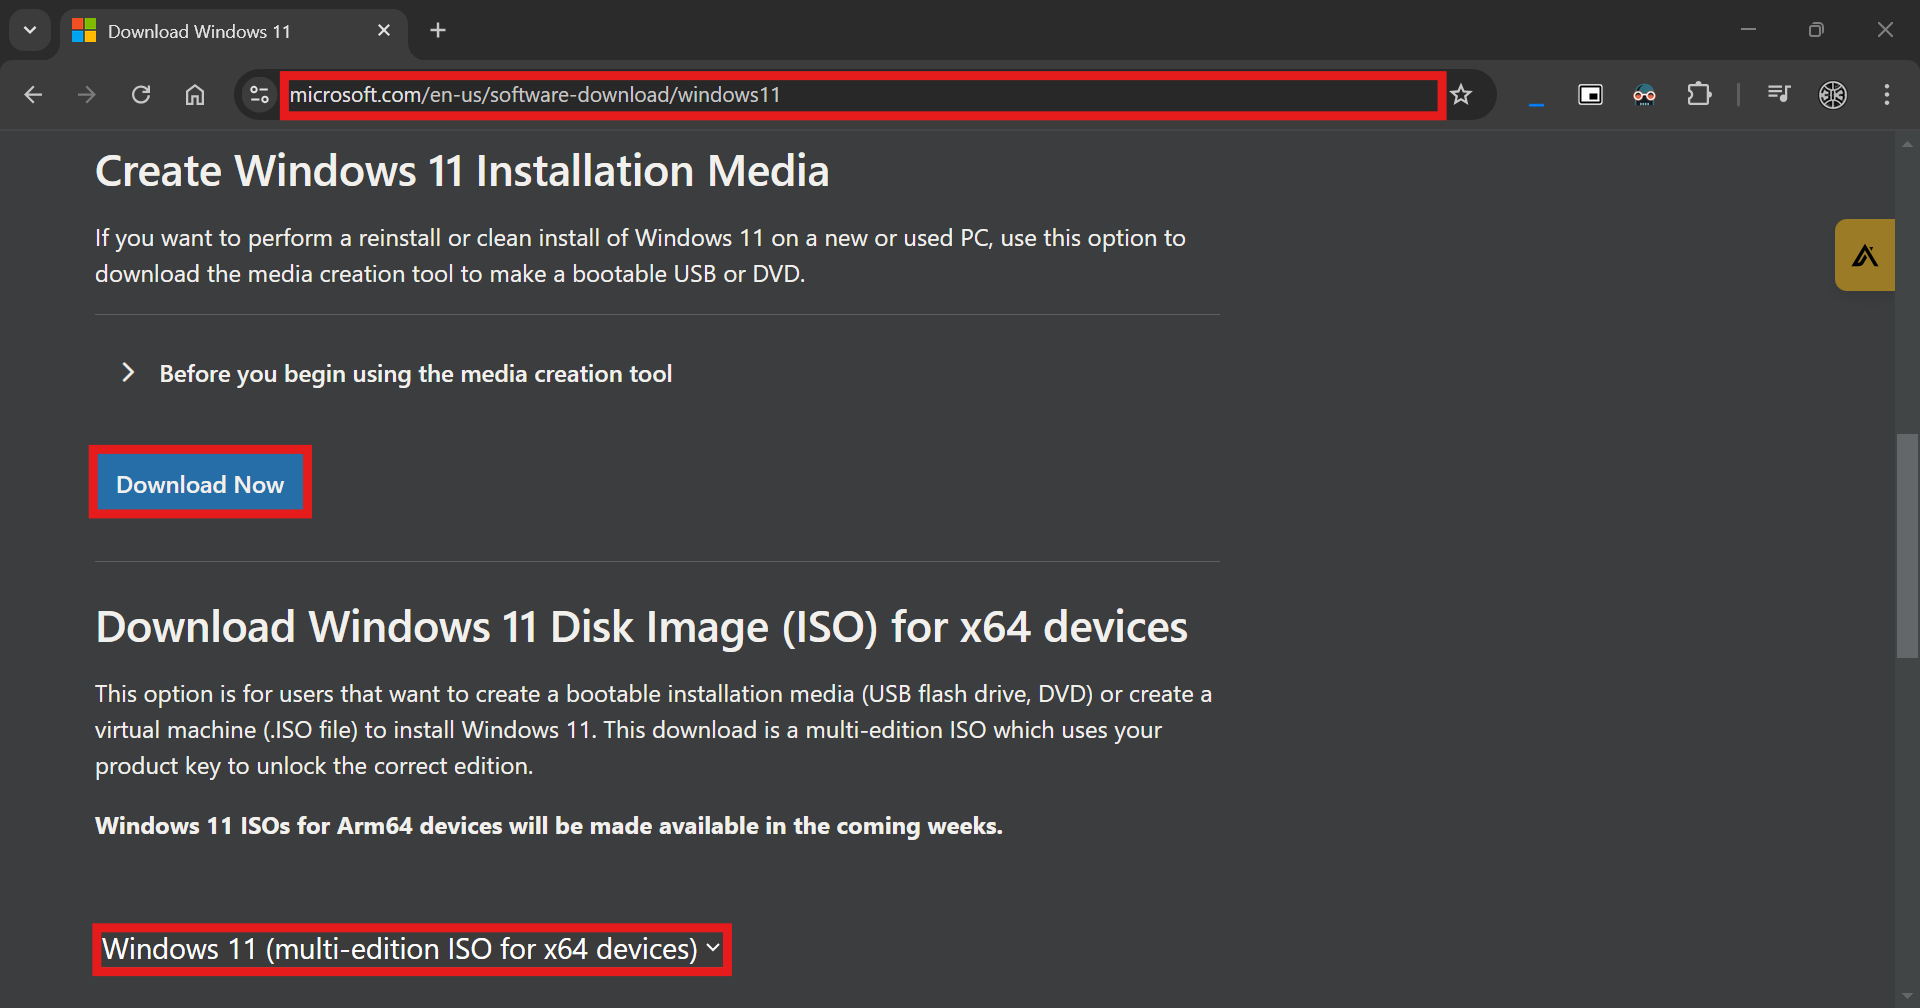 Download Windows 11
microsoft.com/en-us/software-download/windows11
Create Windows 11 Installation Media
If you want to perform a reinstall or clean install of Windows 11 on a new or used PC, use this option to
download the media creation tool to make a bootable USB or DVD.
Before you begin using the media creation tool
Download Now
Download Windows 11 Disk Image (ISO) for x64 devices
This option is for users that want to create a bootable installation media (USB flash drive, DVD) or create a
virtual machine (.ISO file) to install Windows 11. This download is a multi-edition ISO which uses your
product key to unlock the correct edition.
Windows 11 ISOs for Arm64 devices will be made available in the coming weeks.
Windows 11 (multi-edition ISO for x64 devices)